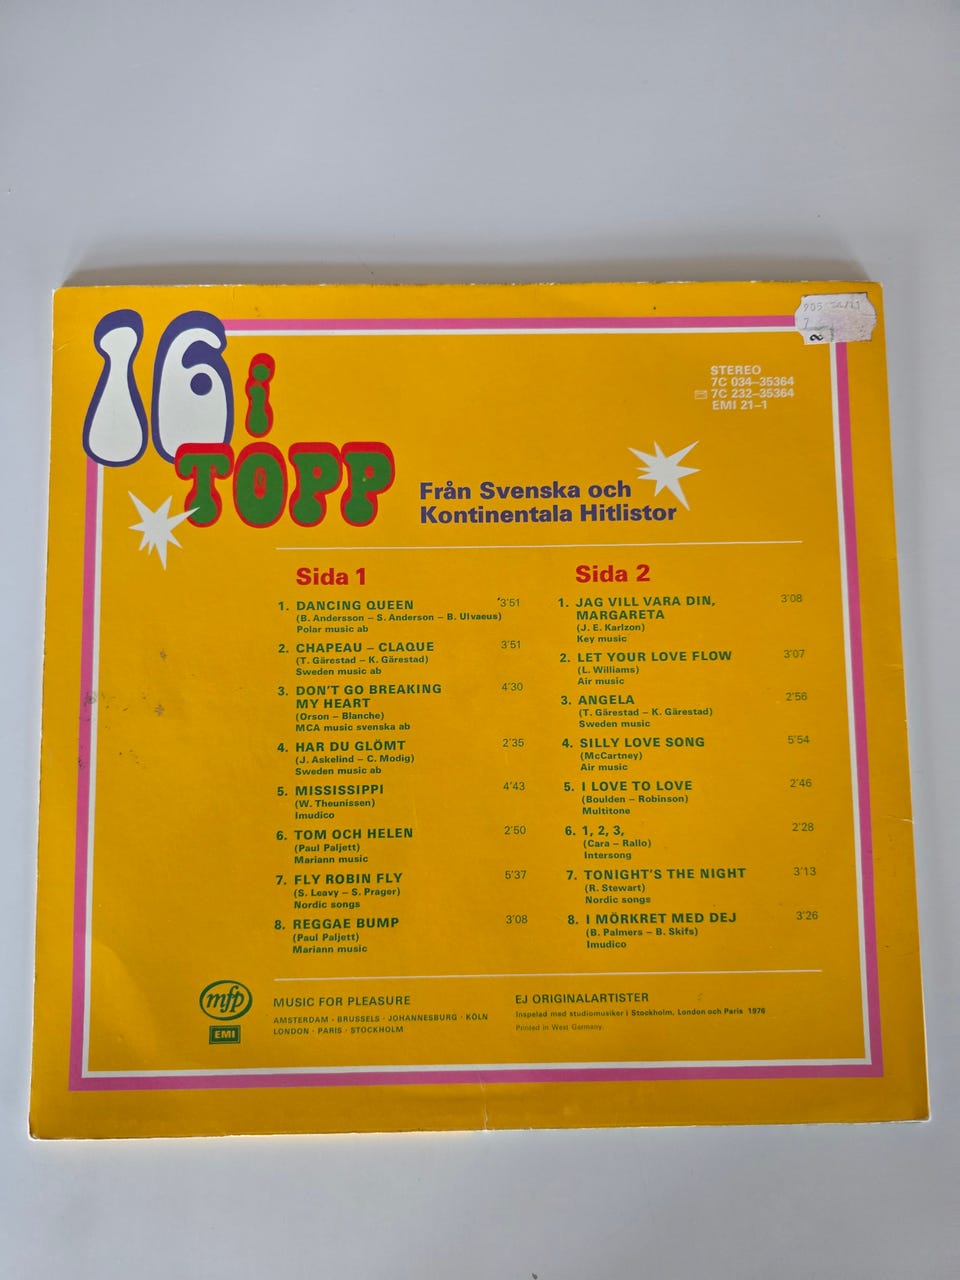 16 i
TOPP
STEREO
7C 034–35364
7C 232–35364
EMI 21–1
Från Svenska och
Kontinentala Hitlistor
Sida 1
1. DANCING QUEEN 3'51
(B. Andersson – S. Anderson – B. Ulvaeus)
Polar music ab
2. CHAPEAU – CLAQUE 3'51
(T. Gärestad – K. Gärestad)
Sweden music ab
3. DON'T GO BREAKING 4'30
MY HEART
(Orson – Blanche)
MCA music svenska ab
4. HAR DU GLÖMT 2'35
(J. Askelind – C. Modig)
Sweden music ab
5. MISSISSIPPI 4'43
(W. Theunissen)
Imudico
6. TOM OCH HELEN 2'50
(Paul Paljett)
Mariann music
7. FLY ROBIN FLY 5'37
(S. Leavy – S. Prager)
Nordic songs
8. REGGAE BUMP 3'08
(Paul Paljett)
Mariann music
Sida 2
1. JAG VILL VARA DIN, 3'08
MARGARETA
(J. E. Karlzon)
Key music
2. LET YOUR LOVE FLOW 3'07
(L. Williams)
Air music
3. ANGELA 2'56
(T. Gärestad – K. Gärestad)
Sweden music
4. SILLY LOVE SONG 5'54
(McCartney)
Air music
5. I LOVE TO LOVE 2'46
(Boulden – Robinson)
Multitone
6. 1, 2, 3, 2'28
(Cara – Rallo)
Intersong
7. TONIGHT'S THE NIGHT 3'13
(R. Stewart)
Nordic songs
8. I MÖRKRET MED DEJ 3'26
(B. Palmers – B. Skifs)
Imudico
mfp
EMI
MUSIC FOR PLEASURE
AMSTERDAM · BRUSSELS · JOHANNESBURG · KÖLN
LONDON · PARIS · STOCKHOLM
EJ ORIGINALARTISTER
Inspelad med studiomusiker i Stockholm, London och Paris 1976
Printed in West Germany.